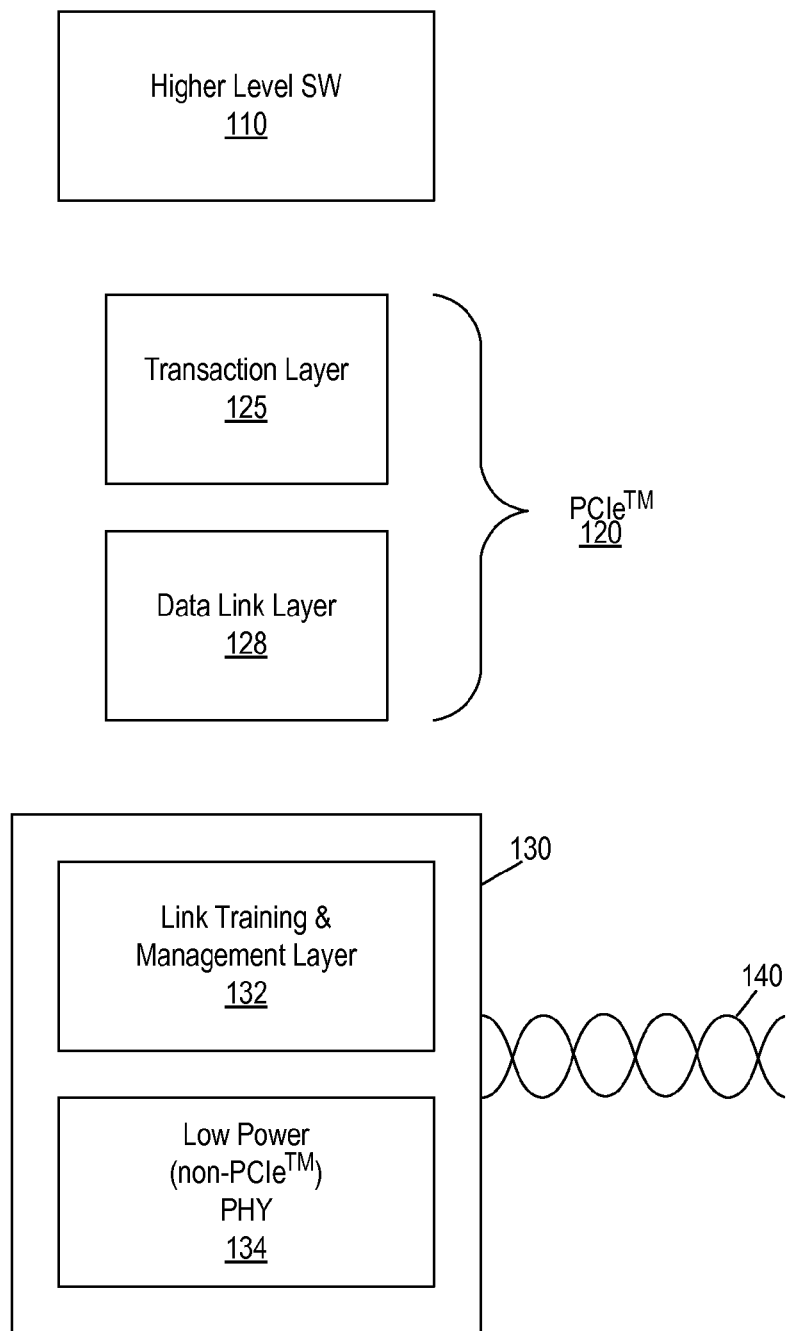 Higher Level SW
110
Transaction Layer
125
PCIe™
120
Data Link Layer
128
130
Link Training &
Management Layer
132
140
Low Power
(non-PCIe™)
PHY
134